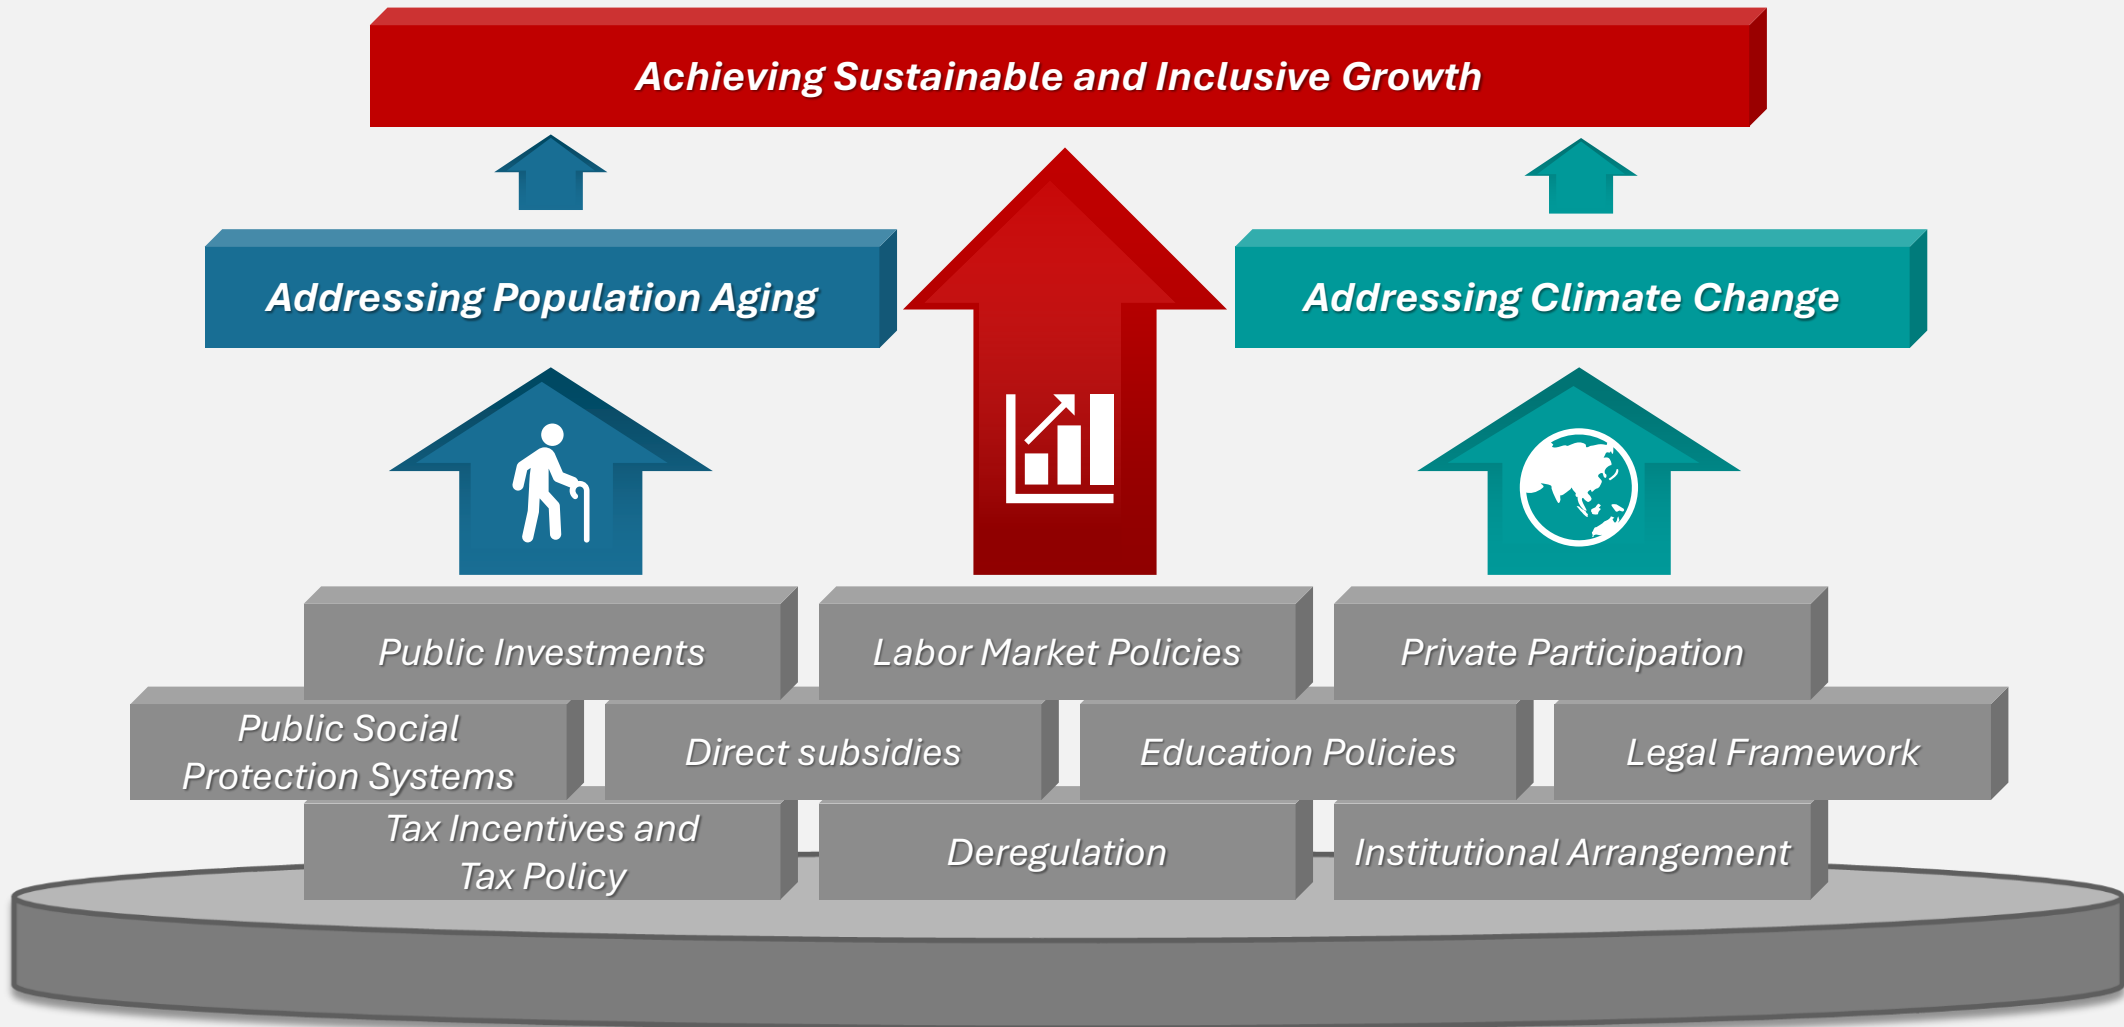 Achieving Sustainable and Inclusive Growth
Addressing Population Aging
Addressing Climate Change
Public Investments
Labor Market Policies
Private Participation
Public Social
Protection Systems
Direct subsidies
Education Policies
Legal Framework
Tax Incentives and
Tax Policy
Deregulation
Institutional Arrangement